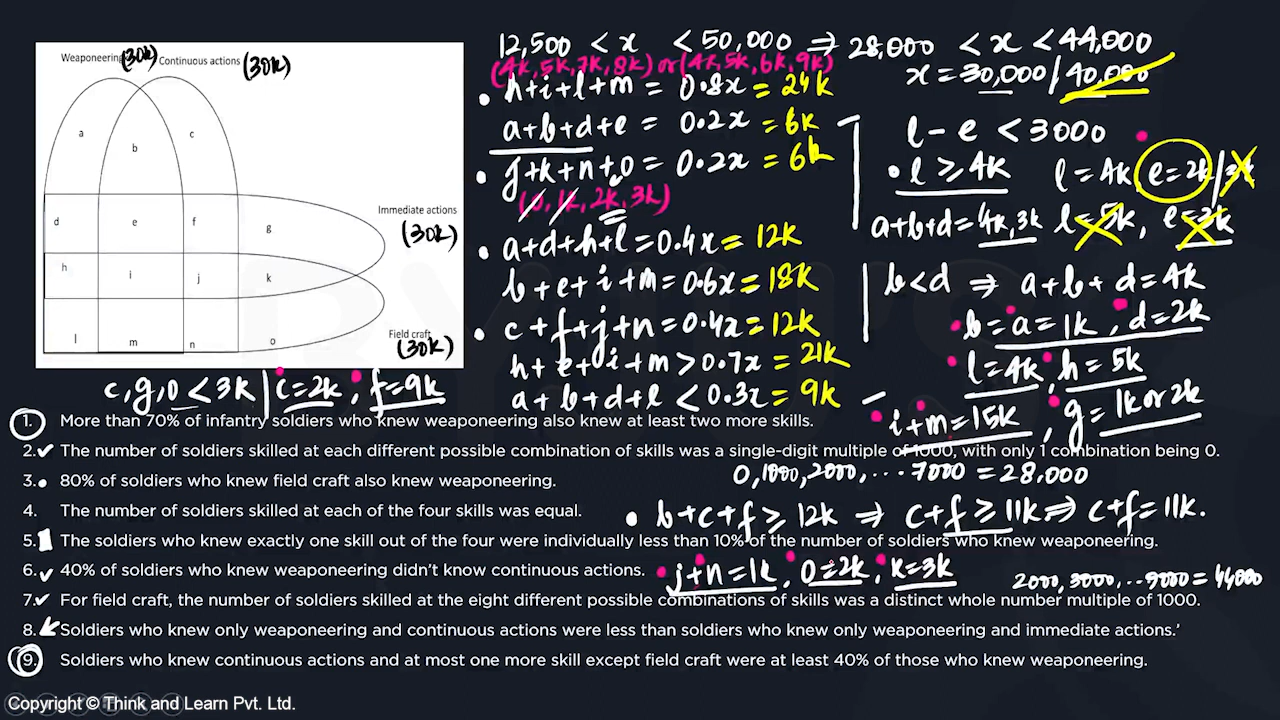 Weaponeering (30k) Continuous actions (30k)
a
b
c
d
e
f
g
Immediate actions
(30k)
h
i
j
k
l
m
n
o
Field craft
(30k)
c, g, o < 3k | c = 2k, f = 9k
12,500 < x < 50,000 ⇒ 28,000 < x < 44,000
(4k, 5k, 7k, 8k) or (4k, 5k, 6k, 9k)
x = 30,000 / 40,000
h + i + l + m = 0.8x = 24k
a + b + d + e = 0.2x = 6k
g + k + n + o = 0.2x = 6k
(0, 1k, 2k, 3k)
a + d + h + l = 0.4x = 12k
b + e + i + m = 0.6x = 18k
c + f + j + n = 0.4x = 12k
h + e + i + m > 0.7x = 21k
a + b + d + l < 0.3x = 9k
l - e < 3000
l ≥ 4k l = 4k, e = 2k /
a + b + d = 4k, 3k l = 5k, e =
b < d ⇒ a + b + d = 4k
b = a = 1k, d = 2k
l = 4k, h = 5k
i + m = 15k, g = 1k or 2k
1. More than 70% of infantry soldiers who knew weaponeering also knew at least two more skills.
2. The number of soldiers skilled at each different possible combination of skills was a single-digit multiple of 1000, with only 1 combination being 0.
0, 1000, 2000, ... 7000 = 28.000
3. 80% of soldiers who knew field craft also knew weaponeering.
4. The number of soldiers skilled at each of the four skills was equal.
b + c + f ≥ 12k ⇒ c + f ≥ 11k ⇒ c + f = 11k.
5. The soldiers who knew exactly one skill out of the four were individually less than 10% of the number of soldiers who knew weaponeering.
6. 40% of soldiers who knew weaponeering didn't know continuous actions.
j + n = 1k, o = 2k, k = 3k
2000, 3000, ... 9000 = 44000
7. For field craft, the number of soldiers skilled at the eight different possible combinations of skills was a distinct whole number multiple of 1000.
8. Soldiers who knew only weaponeering and continuous actions were less than soldiers who knew only weaponeering and immediate actions.'
9. Soldiers who knew continuous actions and at most one more skill except field craft were at least 40% of those who knew weaponeering.
Copyright © Think and Learn Pvt. Ltd.